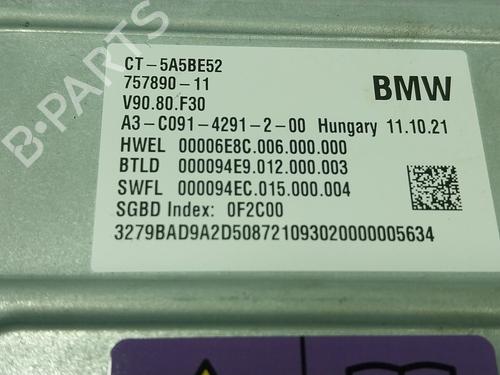 CT-5A5BE52
757890-11
BMW
V90.80.F30
A3-C091-4291-2-00 Hungary 11.10.21
HWEL 00006E8C.006.000.000
BTLD 000094E9.012.000.003
SWFL 000094EC.015.000.004
SGBD Index: 0F2C00
3279BAD9A2D508721093020000005634
B-PARTS